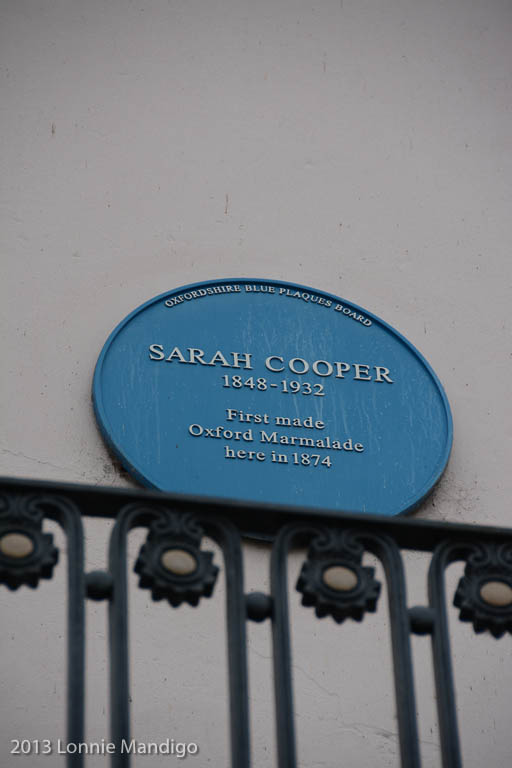 OXFORDSHIRE BLUE PLAQUES BOARD
SARAH COOPER
1848-1932
First made
Oxford Marmalade
here in 1874
2013 Lonnie Mandigo